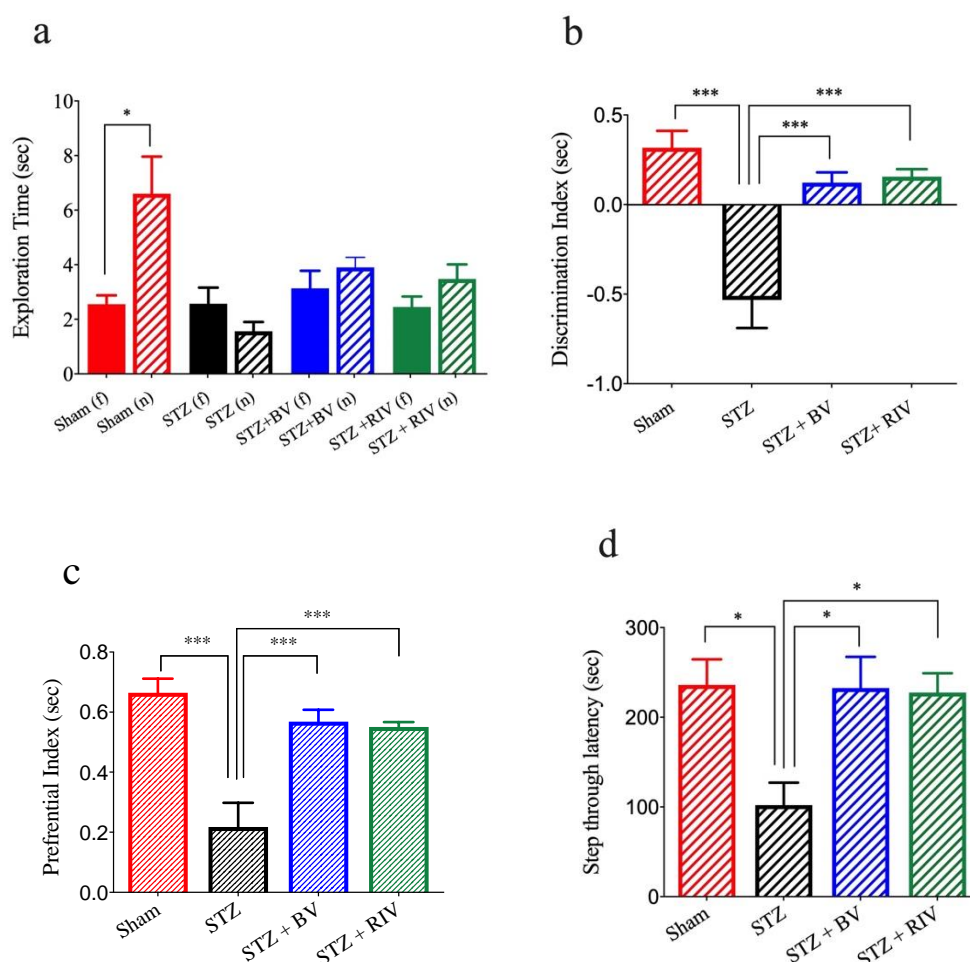 a
Exploration Time (sec)
10
8
6
4
2
0
*
Sham (f)
Sham (n)
STZ (f)
STZ (n)
STZ+BV (f)
STZ+BV (n)
STZ +RIV (f)
STZ + RIV (n)
b
Discrimination Index (sec)
0.5
0.0
-0.5
-1.0
***
***
***
Sham
STZ
STZ + BV
STZ+ RIV
c
Prefrential Index (sec)
0.8
0.6
0.4
0.2
0.0
***
***
***
Sham
STZ
STZ + BV
STZ + RIV
d
Step through latency (sec)
300
200
100
0
*
*
*
Sham
STZ
STZ + BV
STZ + RIV